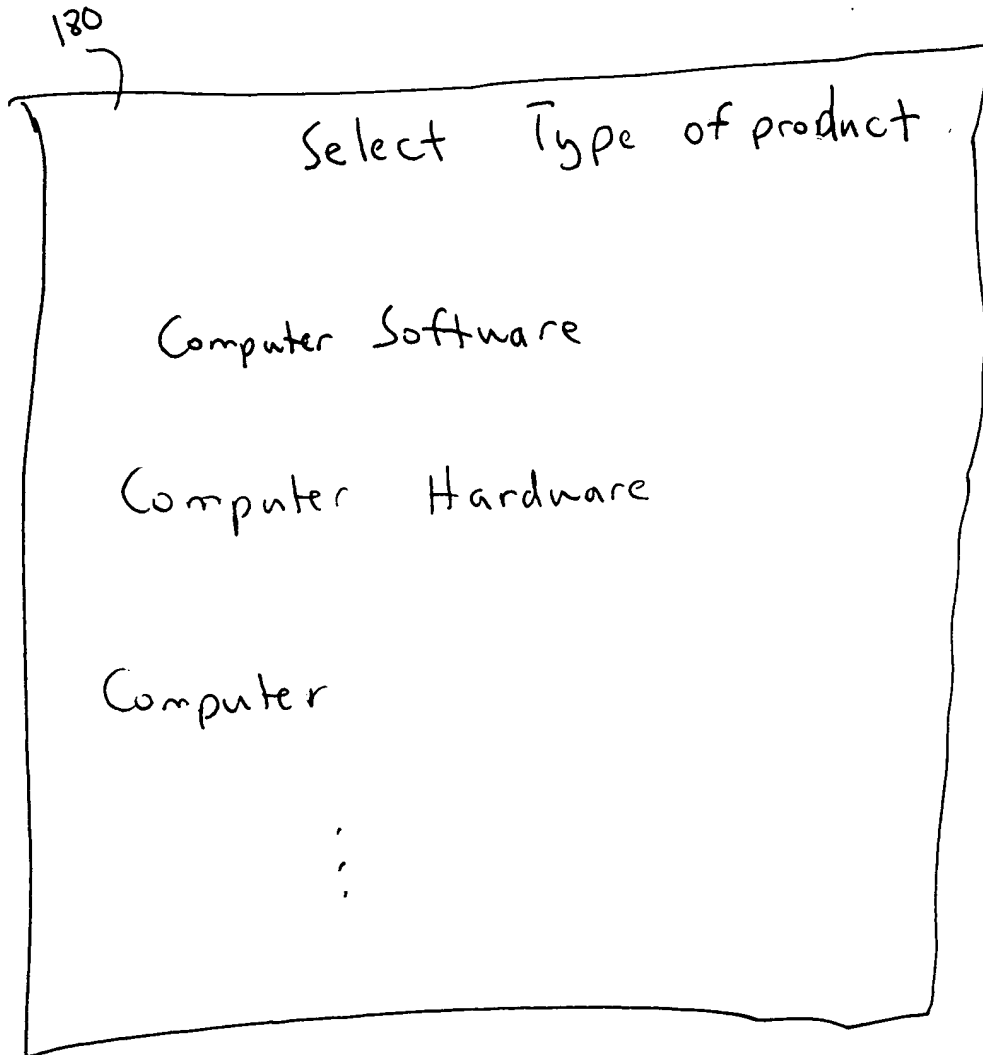 180
Select Type of product
Computer Software
Computer Hardware
Computer
⋮